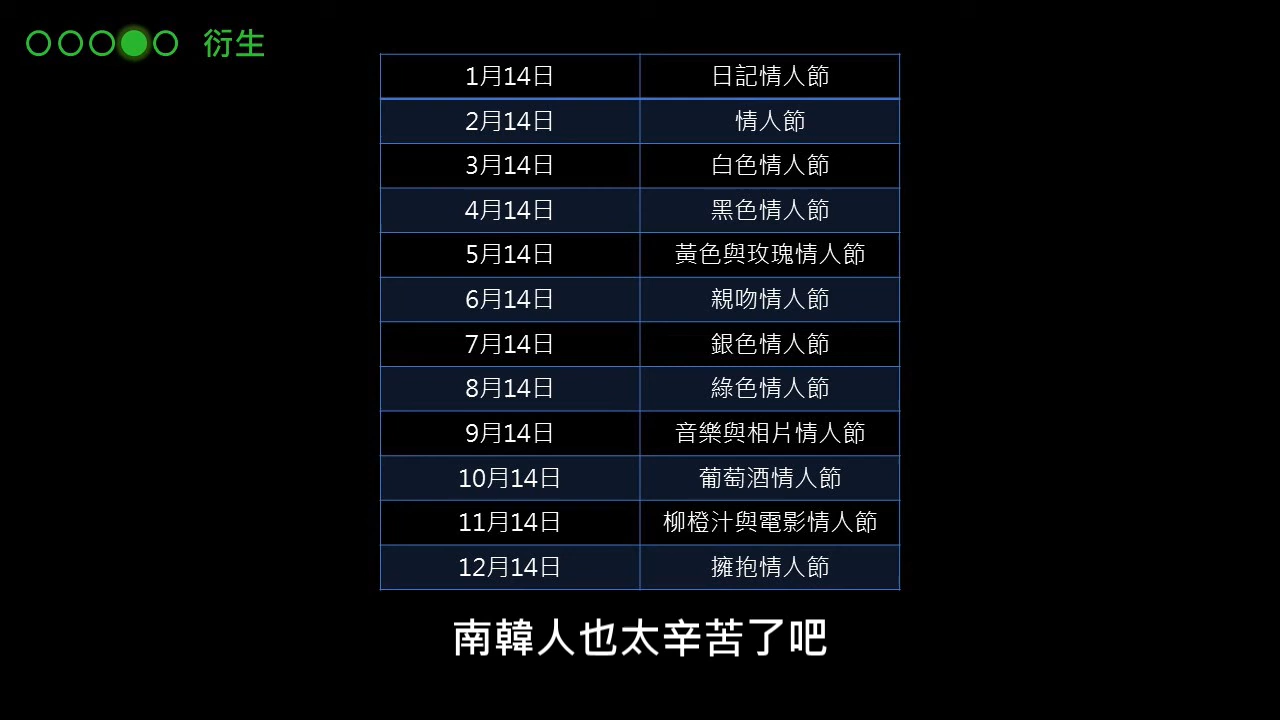 衍生
1月14日 日記情人節
2月14日 情人節
3月14日 白色情人節
4月14日 黑色情人節
5月14日 黃色與玫瑰情人節
6月14日 親吻情人節
7月14日 銀色情人節
8月14日 綠色情人節
9月14日 音樂與相片情人節
10月14日 葡萄酒情人節
11月14日 柳橙汁與電影情人節
12月14日 擁抱情人節
南韓人也太辛苦了吧